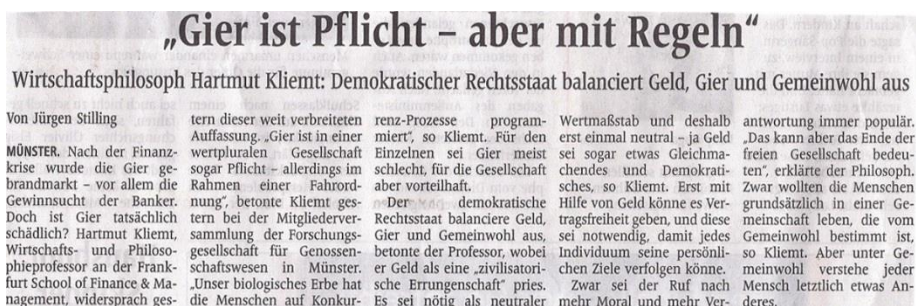 „Gier ist Pflicht – aber mit Regeln“
Wirtschaftsphilosoph Hartmut Kliemt: Demokratischer Rechtsstaat balanciert Geld, Gier und Gemeinwohl aus
Von Jürgen Stilling
MÜNSTER. Nach der Finanz-
krise wurde die Gier ge-
brandmarkt – vor allem die
Gewinnsucht der Banker.
Doch ist Gier tatsächlich
schädlich? Hartmut Kliemt,
Wirtschafts- und Philoso-
phieprofessor an der Frank-
furt School of Finance & Ma-
nagement, widersprach ges-
tern dieser weit verbreiteten
Auffassung. „Gier ist in einer
wertpluralen Gesellschaft
sogar Pflicht – allerdings im
Rahmen einer Fahrord-
nung“, betonte Kliemt ges-
tern bei der Mitgliederver-
sammlung der Forschungs-
gesellschaft für Genossen-
schaftswesen in Münster.
„Unser biologisches Erbe hat
die Menschen auf Konkur-
renz-Prozesse program-
miert“, so Kliemt. Für den
Einzelnen sei Gier meist
schlecht, für die Gesellschaft
aber vorteilhaft.
Der demokratische
Rechtsstaat balanciere Geld,
Gier und Gemeinwohl aus,
betonte der Professor, wobei
er Geld als eine „zivilisatori-
sche Errungenschaft“ pries.
Es sei nötig als neutraler
Wertmaßstab und deshalb
erst einmal neutral – ja Geld
sei sogar etwas Gleichma-
chendes und Demokrati-
sches, so Kliemt. Erst mit
Hilfe von Geld könne es Ver-
tragsfreiheit geben, und diese
sei notwendig, damit jedes
Individuum seine persönli-
chen Ziele verfolgen könne.
Zwar sei der Ruf nach
mehr Moral und mehr Ver-
antwortung immer populär.
„Das kann aber das Ende der
freien Gesellschaft bedeu-
ten“, erklärte der Philosoph.
Zwar wollten die Menschen
grundsätzlich in einer Ge-
meinschaft leben, die vom
Gemeinwohl bestimmt ist,
so Kliemt. Aber unter Ge-
meinwohl verstehe jeder
Mensch letztlich etwas An-
deres.